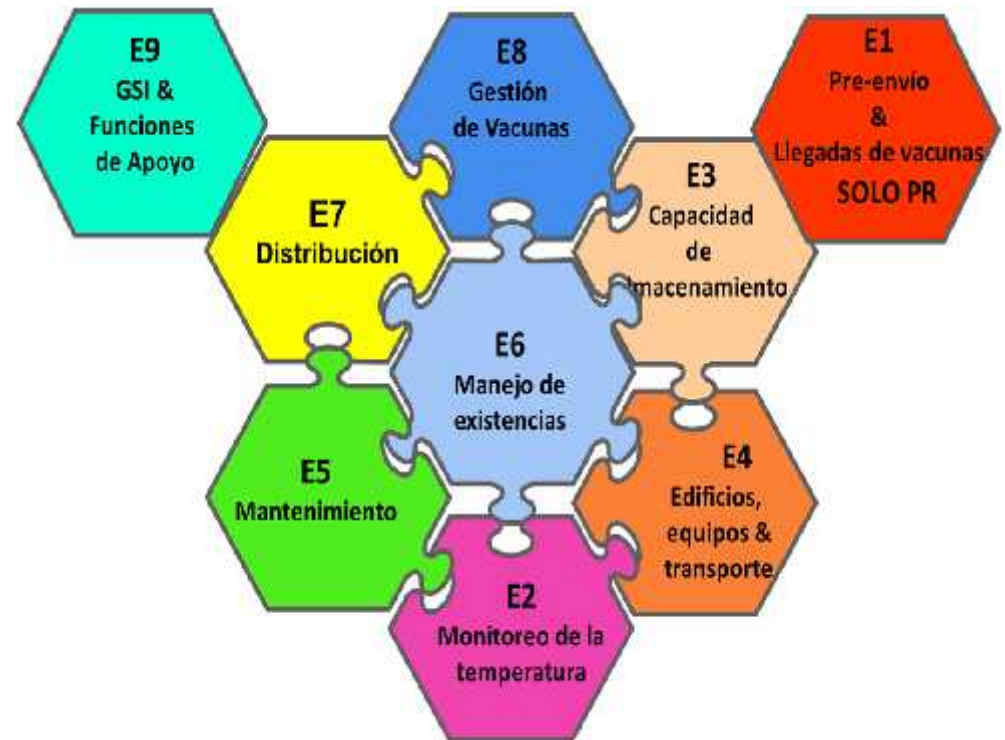 E9
GSI &
Funciones
de Apoyo
E8
Gestión
de Vacunas
E1
Pre-envío
&
Llegadas de vacunas
SOLO PR
E7
Distribución
E3
Capacidad
de
lmacenamiento
E6
Manejo de
existencias
E5
Mantenimiento
E4
Edificios,
equipos &
transporte
E2
Monitoreo de la
temperatura